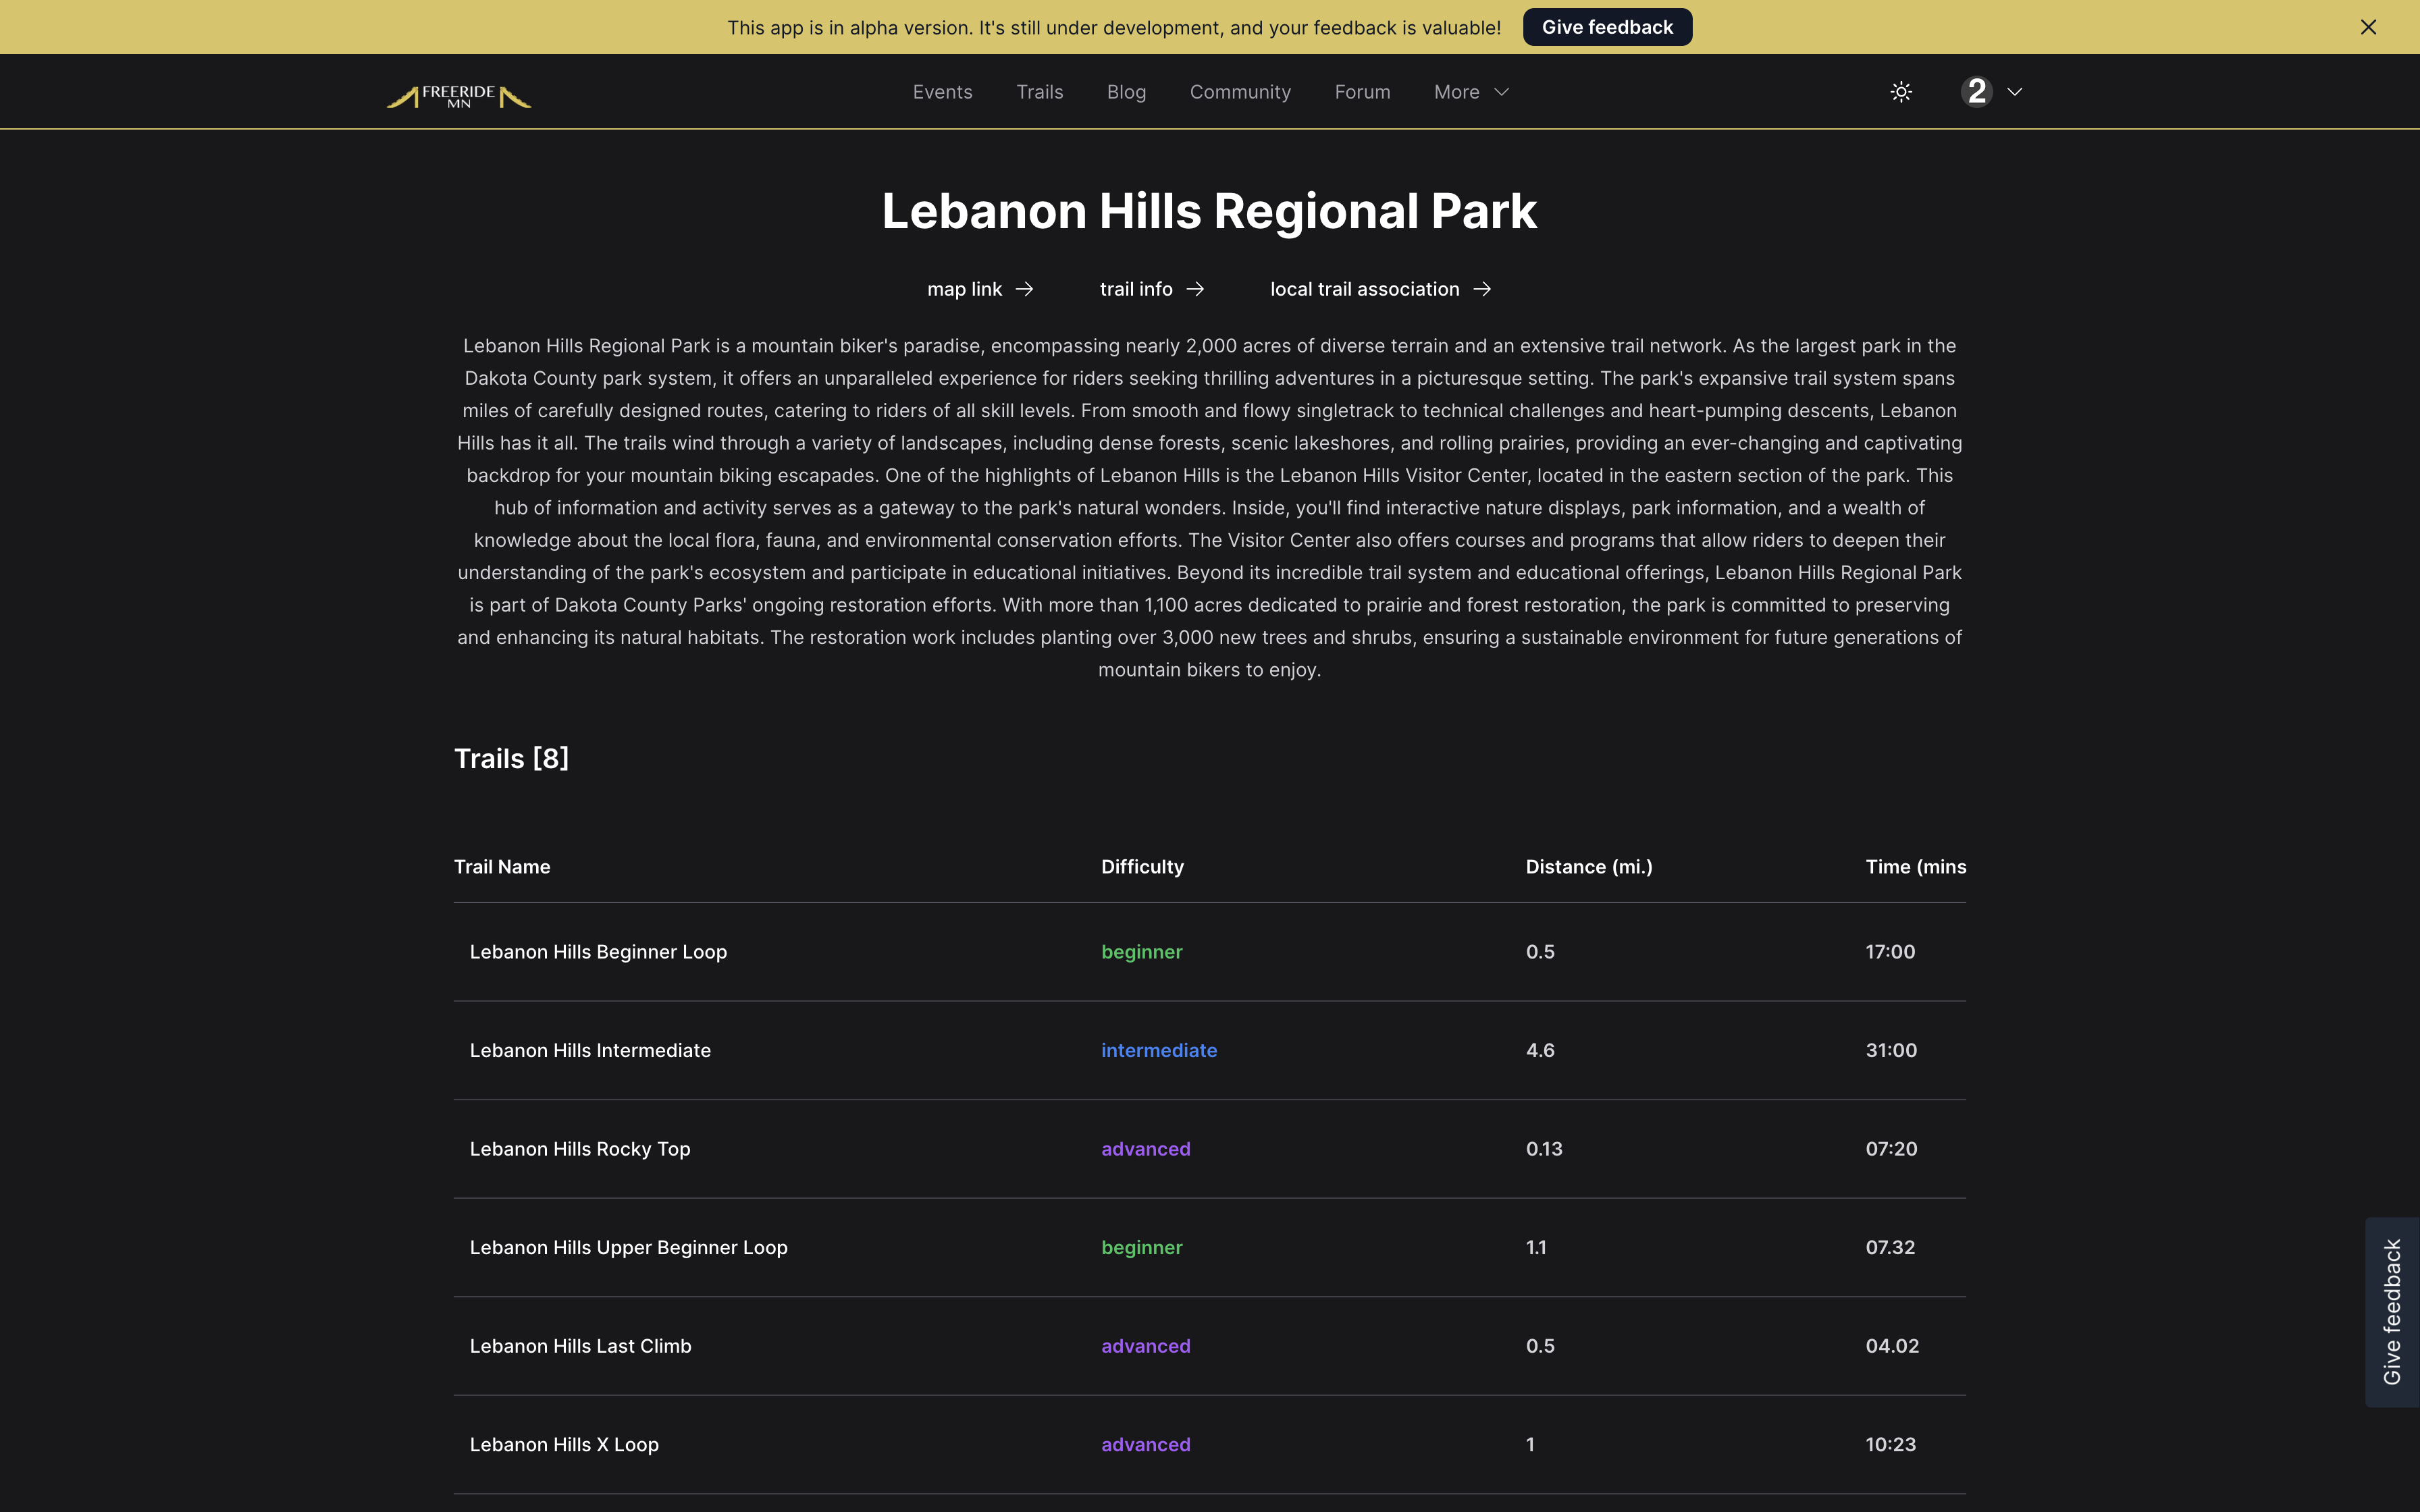 This app is in alpha version. It's still under development, and your feedback is valuable! Give feedback
FREERIDE
MN
Events Trails Blog Community Forum More
2
Lebanon Hills Regional Park
map link trail info local trail association
Lebanon Hills Regional Park is a mountain biker's paradise, encompassing nearly 2,000 acres of diverse terrain and an extensive trail network. As the largest park in the
Dakota County park system, it offers an unparalleled experience for riders seeking thrilling adventures in a picturesque setting. The park's expansive trail system spans
miles of carefully designed routes, catering to riders of all skill levels. From smooth and flowy singletrack to technical challenges and heart-pumping descents, Lebanon
Hills has it all. The trails wind through a variety of landscapes, including dense forests, scenic lakeshores, and rolling prairies, providing an ever-changing and captivating
backdrop for your mountain biking escapades. One of the highlights of Lebanon Hills is the Lebanon Hills Visitor Center, located in the eastern section of the park. This
hub of information and activity serves as a gateway to the park's natural wonders. Inside, you'll find interactive nature displays, park information, and a wealth of
knowledge about the local flora, fauna, and environmental conservation efforts. The Visitor Center also offers courses and programs that allow riders to deepen their
understanding of the park's ecosystem and participate in educational initiatives. Beyond its incredible trail system and educational offerings, Lebanon Hills Regional Park
is part of Dakota County Parks' ongoing restoration efforts. With more than 1,100 acres dedicated to prairie and forest restoration, the park is committed to preserving
and enhancing its natural habitats. The restoration work includes planting over 3,000 new trees and shrubs, ensuring a sustainable environment for future generations of
mountain bikers to enjoy.
Trails [8]
Trail Name Difficulty Distance (mi.) Time (mins
Lebanon Hills Beginner Loop beginner 0.5 17:00
Lebanon Hills Intermediate intermediate 4.6 31:00
Lebanon Hills Rocky Top advanced 0.13 07:20
Lebanon Hills Upper Beginner Loop beginner 1.1 07.32
Lebanon Hills Last Climb advanced 0.5 04.02
Lebanon Hills X Loop advanced 1 10:23
Give feedback